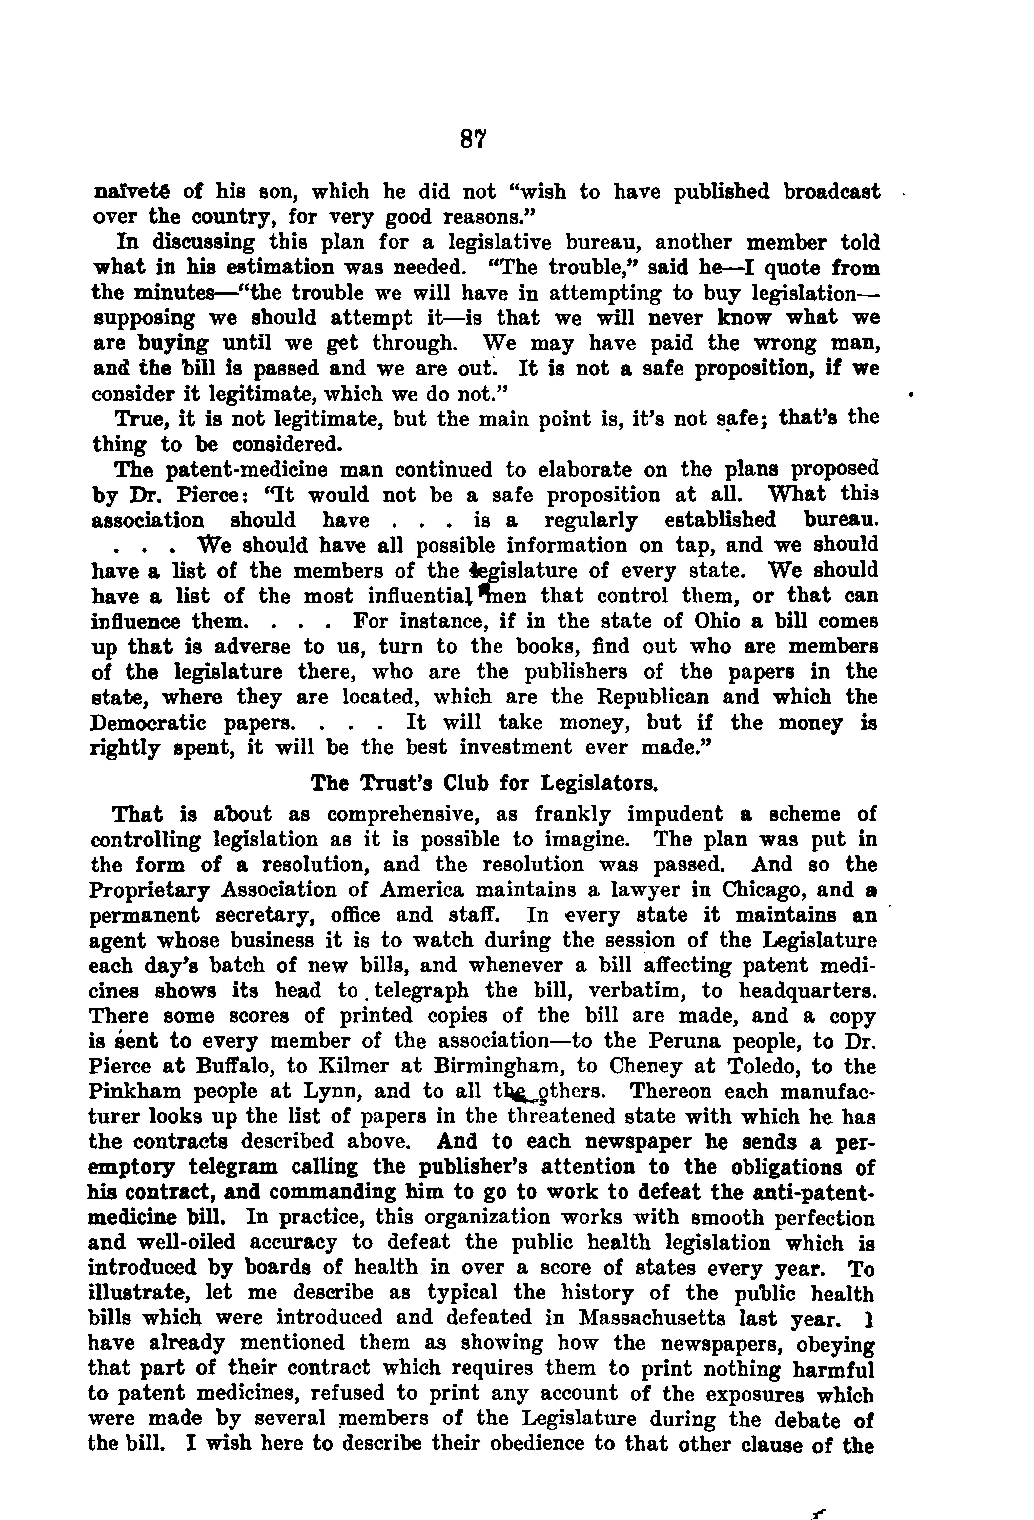 87
naïveté of his son, which he did not “wish to have published broadcast
over the country, for very good reasons.”
In discussing this plan for a legislative bureau, another member told
what in his estimation was needed. “The trouble,” said he—I quote from
the minutes—“the trouble we will have in attempting to buy legislation—
supposing we should attempt it—is that we will never know what we
are buying until we get through. We may have paid the wrong man,
and the bill is passed and we are out. It is not a safe proposition, if we
consider it legitimate, which we do not.”
True, it is not legitimate, but the main point is, it's not safe; that's the
thing to be considered.
The patent-medicine man continued to elaborate on the plans proposed
by Dr. Pierce: “It would not be a safe proposition at all. What this
association should have . . . is a regularly established bureau.
. . . We should have all possible information on tap, and we should
have a list of the members of the legislature of every state. We should
have a list of the most influential men that control them, or that can
influence them. . . . For instance, if in the state of Ohio a bill comes
up that is adverse to us, turn to the books, find out who are members
of the legislature there, who are the publishers of the papers in the
state, where they are located, which are the Republican and which the
Democratic papers. . . . It will take money, but if the money is
rightly spent, it will be the best investment ever made.”
The Trust's Club for Legislators.
That is about as comprehensive, as frankly impudent a scheme of
controlling legislation as it is possible to imagine. The plan was put in
the form of a resolution, and the resolution was passed. And so the
Proprietary Association of America maintains a lawyer in Chicago, and a
permanent secretary, office and staff. In every state it maintains an
agent whose business it is to watch during the session of the Legislature
each day's batch of new bills, and whenever a bill affecting patent medi-
cines shows its head to telegraph the bill, verbatim, to headquarters.
There some scores of printed copies of the bill are made, and a copy
is sent to every member of the association—to the Peruna people, to Dr.
Pierce at Buffalo, to Kilmer at Birmingham, to Cheney at Toledo, to the
Pinkham people at Lynn, and to all the others. Thereon each manufac-
turer looks up the list of papers in the threatened state with which he has
the contracts described above. And to each newspaper he sends a per-
emptory telegram calling the publisher's attention to the obligations of
his contract, and commanding him to go to work to defeat the anti-patent-
medicine bill. In practice, this organization works with smooth perfection
and well-oiled accuracy to defeat the public health legislation which is
introduced by boards of health in over a score of states every year. To
illustrate, let me describe as typical the history of the public health
bills which were introduced and defeated in Massachusetts last year. I
have already mentioned them as showing how the newspapers, obeying
that part of their contract which requires them to print nothing harmful
to patent medicines, refused to print any account of the exposures which
were made by several members of the Legislature during the debate of
the bill. I wish here to describe their obedience to that other clause of the